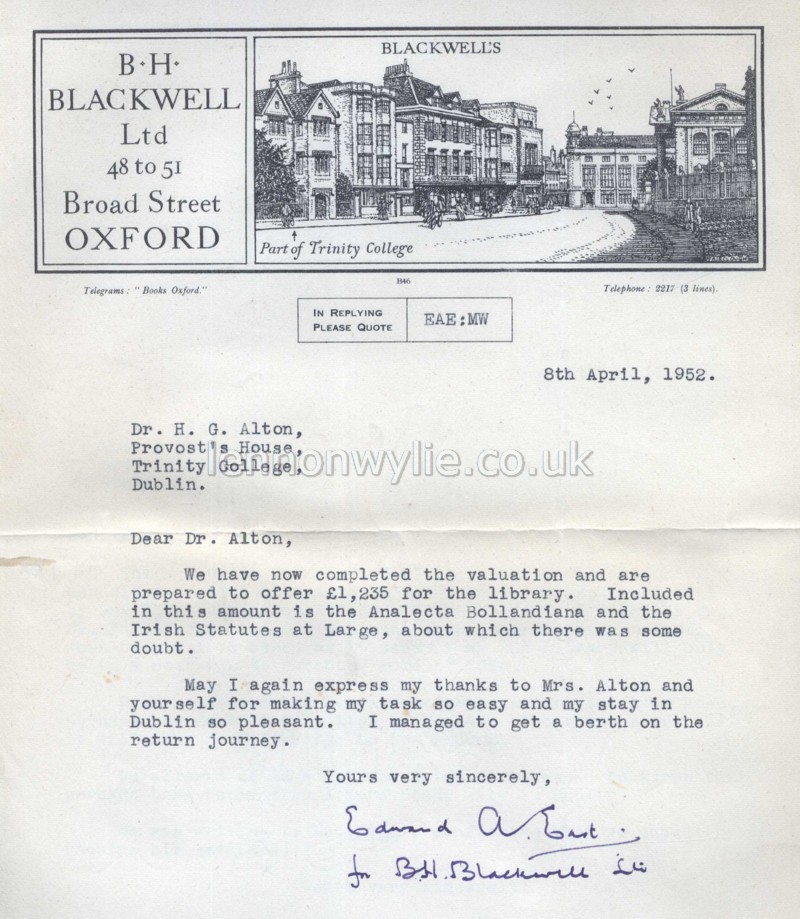 B·H·
BLACKWELL
Ltd
48 to 51
Broad Street
OXFORD
BLACKWELL'S
Part of Trinity College
Telegrams: "Books Oxford."
B46
Telephone: 2217 (3 lines).
IN REPLYING
PLEASE QUOTE
EAE:MW
8th April, 1952.
Dr. H. G. Alton,
Provost's House,
Trinity College,
Dublin.
lennonwylie.co.uk
Dear Dr. Alton,
We have now completed the valuation and are
prepared to offer £1,235 for the library. Included
in this amount is the Analecta Bollandiana and the
Irish Statutes at Large, about which there was some
doubt.
May I again express my thanks to Mrs. Alton and
yourself for making my task so easy and my stay in
Dublin so pleasant. I managed to get a berth on the
return journey.
Yours very sincerely,
Edward A. East.
for B.H. Blackwell Ltd